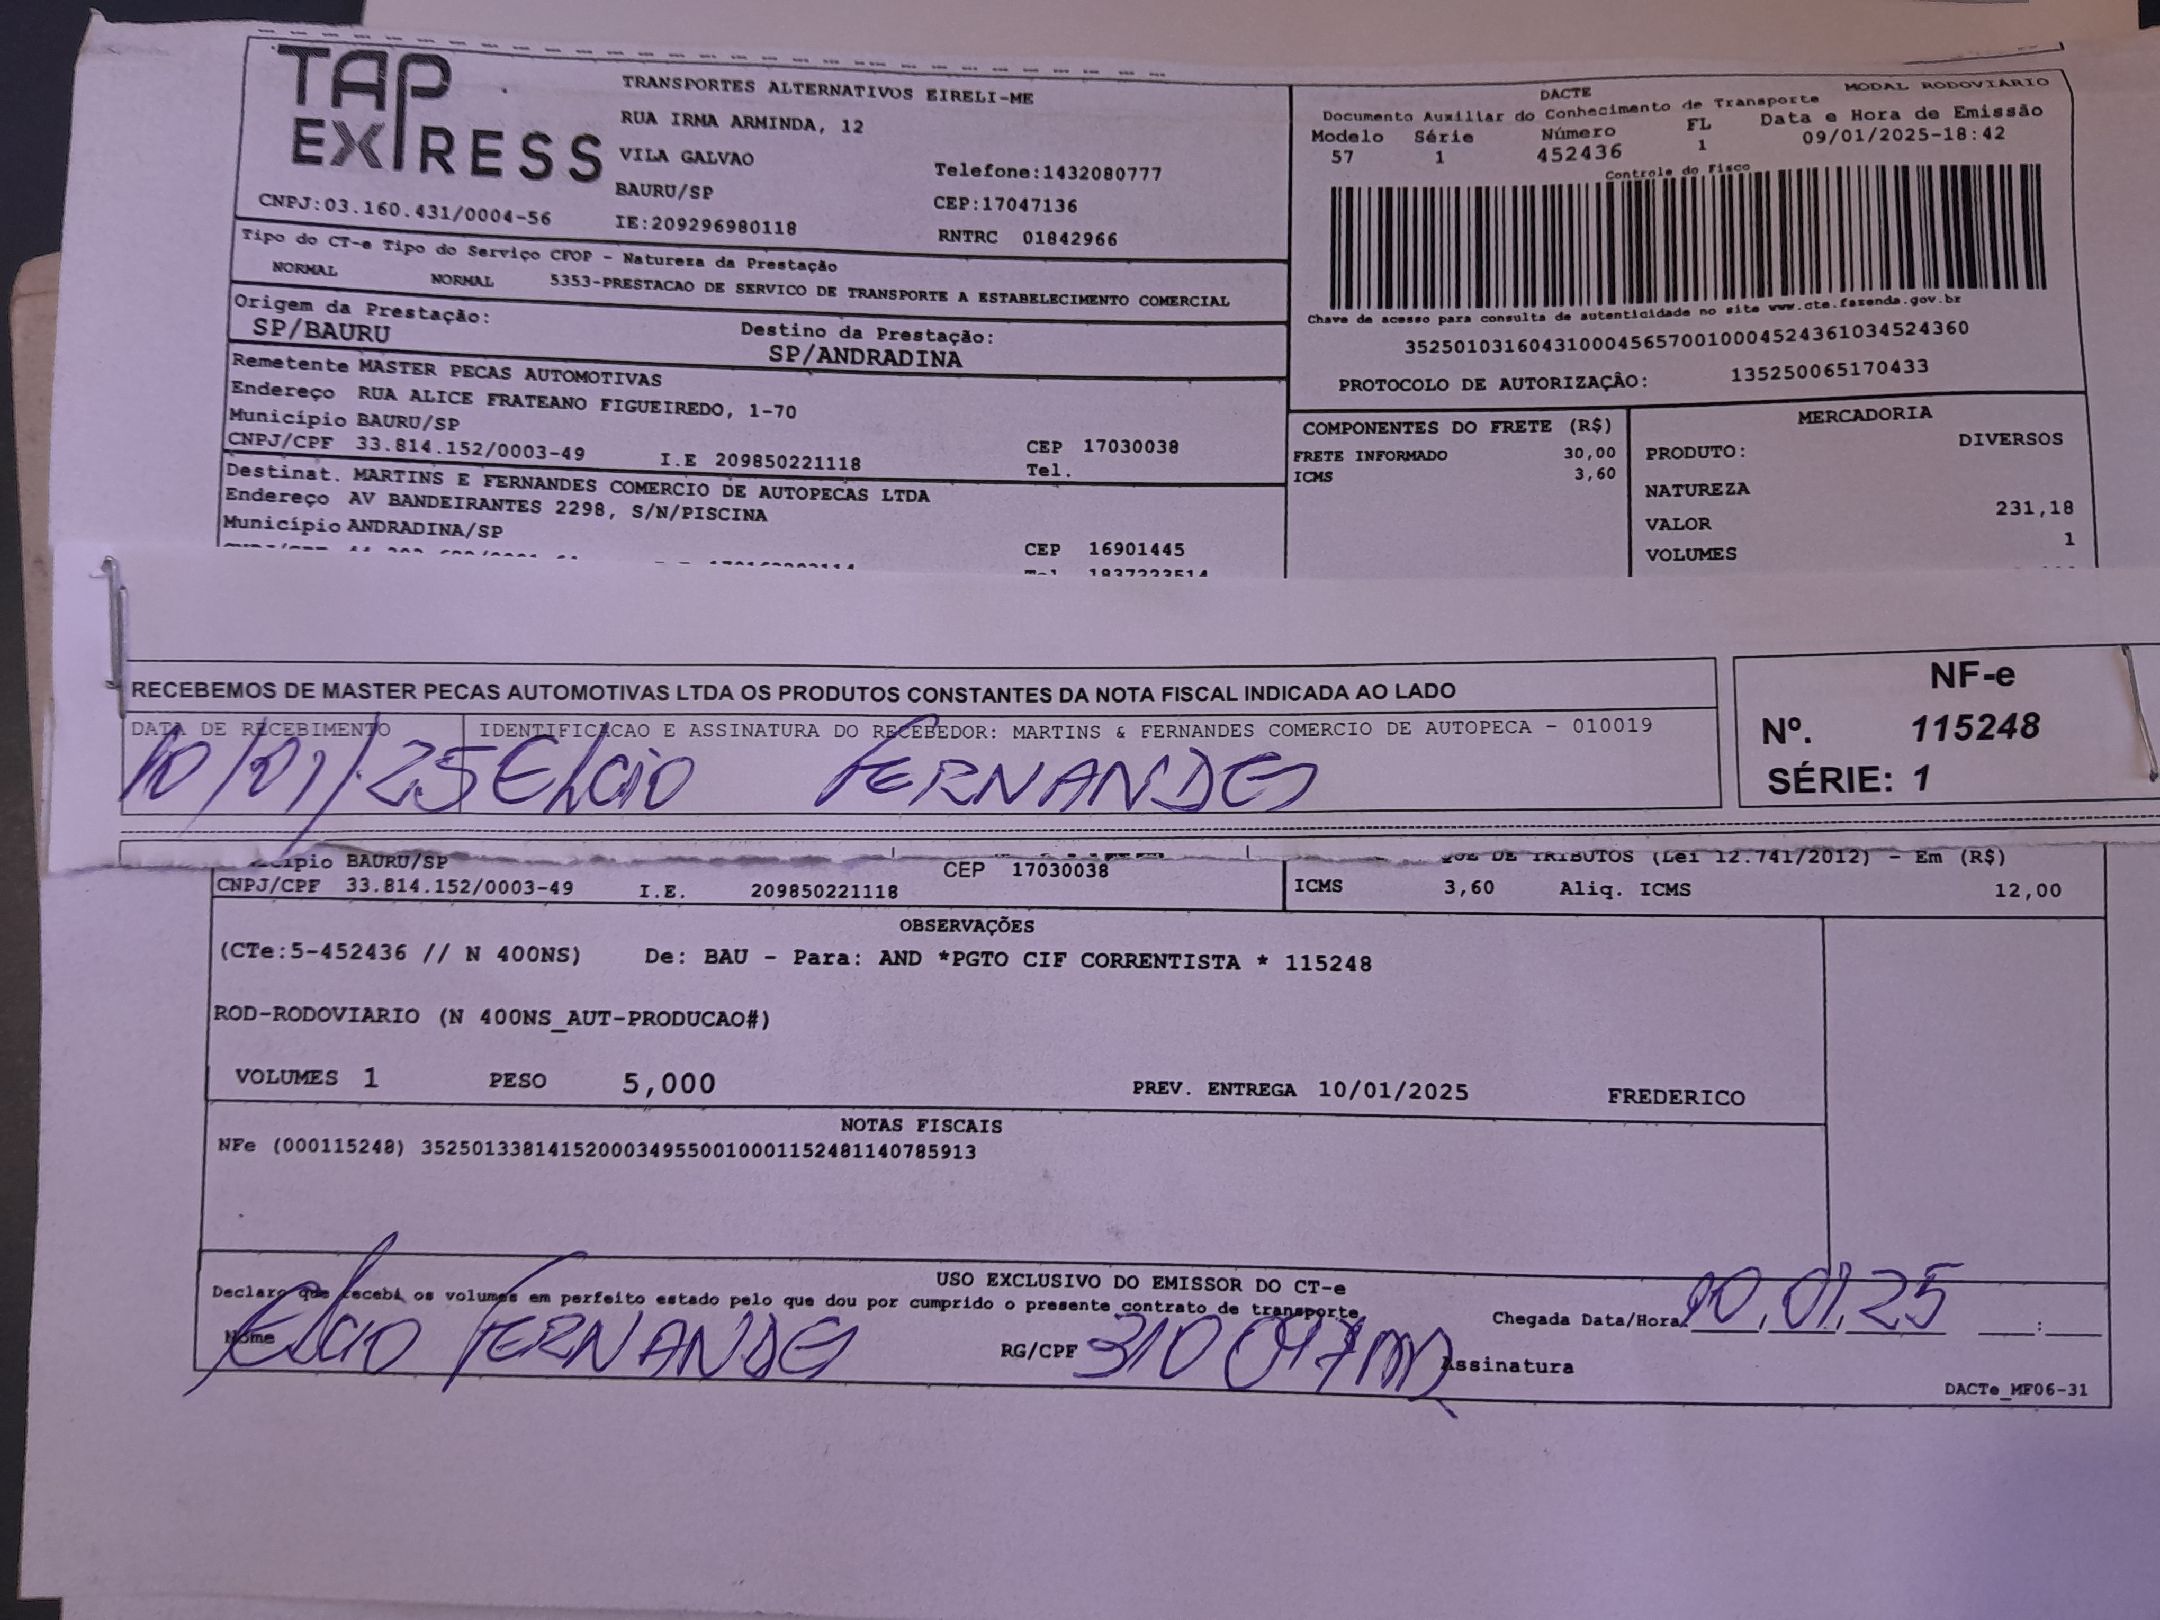 TAP EXPRESS
TRANSPORTES ALTERNATIVOS EIRELI-ME
RUA IRMA ARMINDA, 12
VILA GALVAO
Telefone:1432080777
BAURU/SP
CEP:17047136
CNPJ:03.160.431/0004-56
IE:209296980118
RNTRC 01842966
DACTE
MODAL RODOVIÁRIO
Documento Auxiliar do Conhecimento de Transporte
Modelo Série Número FL Data e Hora de Emissão
57 1 452436 1 09/01/2025-18:42
Controle do Fisco
Chave de acesso para consulta de autenticidade no site www.cte.fazenda.gov.br
35250103160431000456570010004524361034524360
PROTOCOLO DE AUTORIZAÇÂO: 135250065170433
Tipo do CT-e Tipo do Serviço CFOP - Natureza da Prestação
NORMAL NORMAL 5353-PRESTACAO DE SERVICO DE TRANSPORTE A ESTABELECIMENTO COMERCIAL
Origem da Prestação: Destino da Prestação:
SP/BAURU SP/ANDRADINA
Remetente MASTER PECAS AUTOMOTIVAS
Endereço RUA ALICE FRATEANO FIGUEIREDO, 1-70
Município BAURU/SP CEP 17030038
CNPJ/CPF 33.814.152/0003-49 I.E 209850221118 Tel.
Destinat. MARTINS E FERNANDES COMERCIO DE AUTOPECAS LTDA
Endereço AV BANDEIRANTES 2298, S/N/PISCINA
Município ANDRADINA/SP CEP 16901445
COMPONENTES DO FRETE (R$)
FRETE INFORMADO 30,00
ICMS 3,60
MERCADORIA
PRODUTO: DIVERSOS
NATUREZA
VALOR 231,18
VOLUMES 1
RECEBEMOS DE MASTER PECAS AUTOMOTIVAS LTDA OS PRODUTOS CONSTANTES DA NOTA FISCAL INDICADA AO LADO
DATA DE RECEBIMENTO IDENTIFICACAO E ASSINATURA DO RECEBEDOR: MARTINS & FERNANDES COMERCIO DE AUTOPECA - 010019
10/01/25 Elcio FERNANDES
NF-e
Nº. 115248
SÉRIE: 1
BAURU/SP CEP 17030038
CNPJ/CPF 33.814.152/0003-49 I.E. 209850221118
DE TRIBUTOS (Lei 12.741/2012) - Em (R$)
ICMS 3,60 Aliq. ICMS 12,00
OBSERVAÇÕES
(CTe:5-452436 // N 400NS) De: BAU - Para: AND *PGTO CIF CORRENTISTA * 115248
ROD-RODOVIARIO (N 400NS_AUT-PRODUCAO#)
VOLUMES 1 PESO 5,000 PREV. ENTREGA 10/01/2025 FREDERICO
NOTAS FISCAIS
NFe (000115248) 35250133814152000349550010001152481140785913
USO EXCLUSIVO DO EMISSOR DO CT-e
Declaro que recebi os volumes em perfeito estado pelo que dou por cumprido o presente contrato de transporte.
Chegada Data/Hora 10,01,25 :
Nome Elcio FERNANDES RG/CPF Assinatura
DACTe_MF06-31